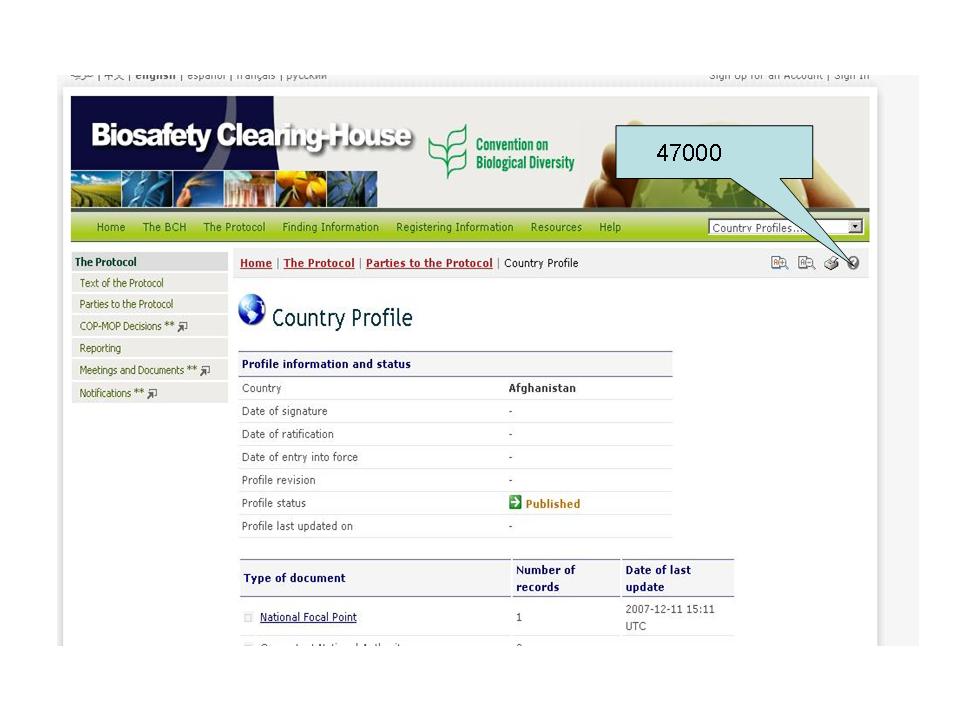 english | español | français | русский
Sign Up for an Account | Sign In
Biosafety Clearing-House
Convention on
Biological Diversity
47000
Home The BCH The Protocol Finding Information Registering Information Resources Help
Country Profiles...
The Protocol
Text of the Protocol
Parties to the Protocol
COP-MOP Decisions **
Reporting
Meetings and Documents **
Notifications **
Home | The Protocol | Parties to the Protocol | Country Profile
Country Profile
Profile information and status
Country Afghanistan
Date of signature -
Date of ratification -
Date of entry into force -
Profile revision -
Profile status Published
Profile last updated on -
Type of document Number of records Date of last update
National Focal Point 1 2007-12-11 15:11 UTC